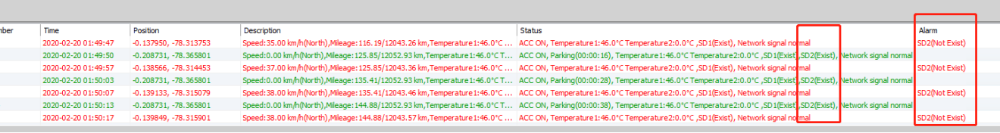 nber Time Position Description Status Alarm
2020-02-20 01:49:47 -0.137950, -78.313753 Speed:35.00 km/h(North),Mileage:116.19/12043.26 km,Temperature1:46.0°C ... ACC ON, Temperature1:46.0°C Temperature2:0.0°C ,SD1(Exist), Network signal normal SD2(Not Exist)
2020-02-20 01:49:50 -0.208731, -78.365801 Speed:0.00 km/h(North),Mileage:125.85/12052.93 km,Temperature1:46.0°C T... ACC ON, Parking(00:00:16), Temperature1:46.0°C Temperature2:0.0°C ,SD1(Exist),SD2(Exist), Network signal normal
2020-02-20 01:49:57 -0.138566, -78.314453 Speed:37.00 km/h(North),Mileage:125.85/12043.36 km,Temperature1:46.0°C ... ACC ON, Temperature1:46.0°C Temperature2:0.0°C ,SD1(Exist), Network signal normal SD2(Not Exist)
2020-02-20 01:50:03 -0.208731, -78.365801 Speed:0.00 km/h(North),Mileage:135.41/12052.93 km,Temperature1:46.0°C T... ACC ON, Parking(00:00:28), Temperature1:46.0°C Temperature2:0.0°C ,SD1(Exist),SD2(Exist), Network signal normal
2020-02-20 01:50:07 -0.139133, -78.315079 Speed:38.00 km/h(North),Mileage:135.41/12043.46 km,Temperature1:46.0°C ... ACC ON, Temperature1:46.0°C Temperature2:0.0°C ,SD1(Exist), Network signal normal SD2(Not Exist)
2020-02-20 01:50:13 -0.208731, -78.365801 Speed:0.00 km/h(North),Mileage:144.88/12052.93 km,Temperature1:46.0°C T... ACC ON, Parking(00:00:38), Temperature1:46.0°C Temperature2:0.0°C ,SD1(Exist),SD2(Exist), Network signal normal
2020-02-20 01:50:17 -0.139849, -78.315901 Speed:38.00 km/h(North),Mileage:144.88/12043.57 km,Temperature1:46.0°C ... ACC ON, Temperature1:46.0°C Temperature2:0.0°C ,SD1(Exist), Network signal normal SD2(Not Exist)